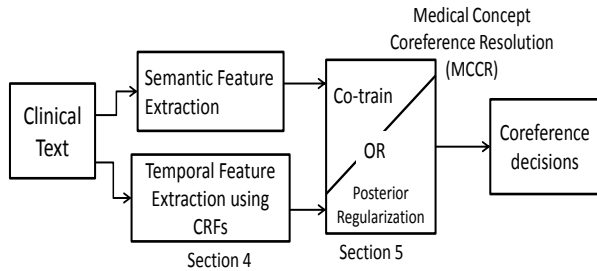 Medical Concept
Coreference Resolution
(MCCR)
Clinical
Text
Semantic Feature
Extraction
Temporal Feature
Extraction using
CRFs
Section 4
Co-train
OR
Posterior
Regularization
Section 5
Coreference
decisions